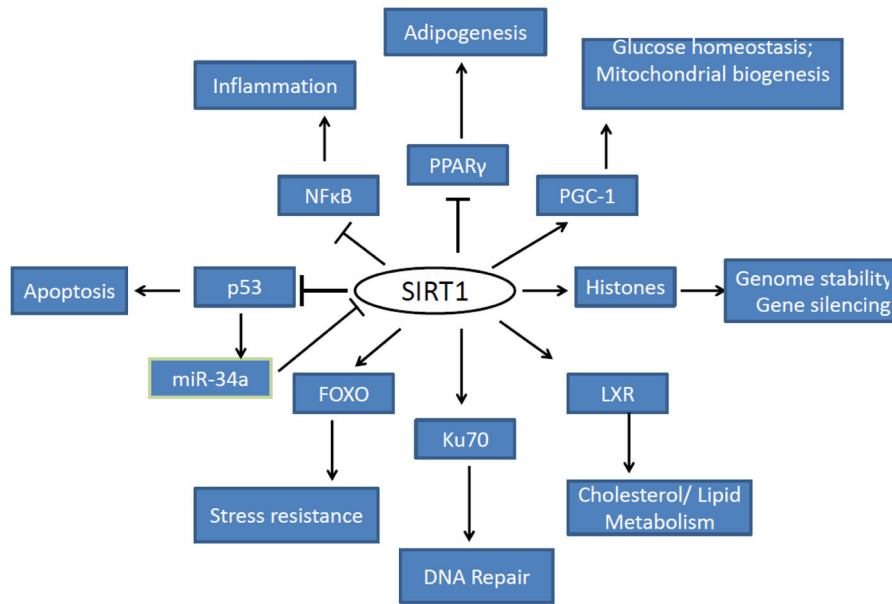 Adipogenesis
Glucose homeostasis;
Mitochondrial biogenesis
Inflammation
PPARγ
NFκB
PGC-1
Apoptosis
p53
SIRT1
Histones
Genome stability
Gene silencing
miR-34a
FOXO
LXR
Ku70
Stress resistance
Cholesterol/ Lipid
Metabolism
DNA Repair